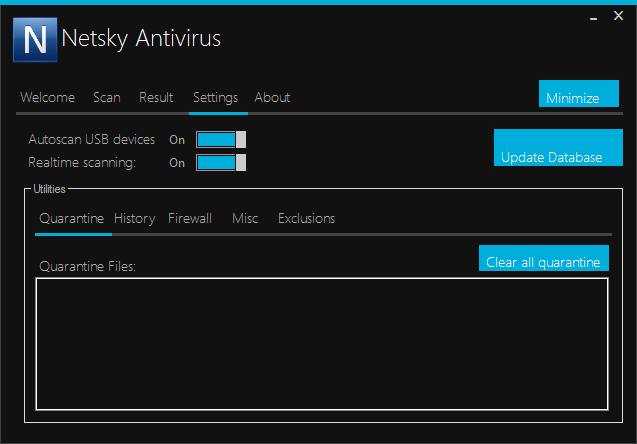 N Netsky Antivirus
Welcome Scan Result Settings About
Minimize
Autoscan USB devices On
Realtime scanning: On
Update Database
Utilities
Quarantine History Firewall Misc Exclusions
Clear all quarantine
Quarantine Files: